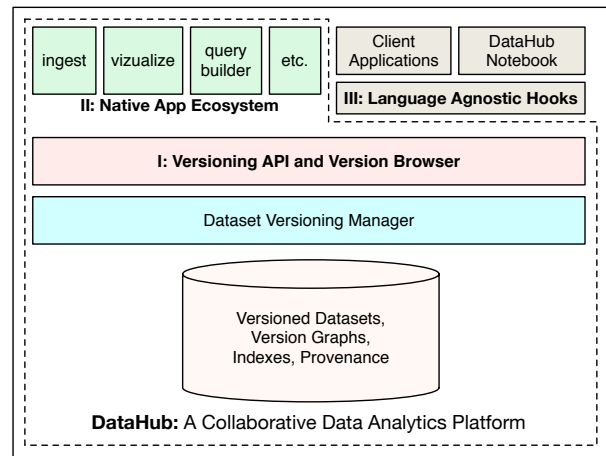 ingest
vizualize
query
builder
etc.
II: Native App Ecosystem
Client
Applications
DataHub
Notebook
III: Language Agnostic Hooks
I: Versioning API and Version Browser
Dataset Versioning Manager
Versioned Datasets,
Version Graphs,
Indexes, Provenance
DataHub: A Collaborative Data Analytics Platform